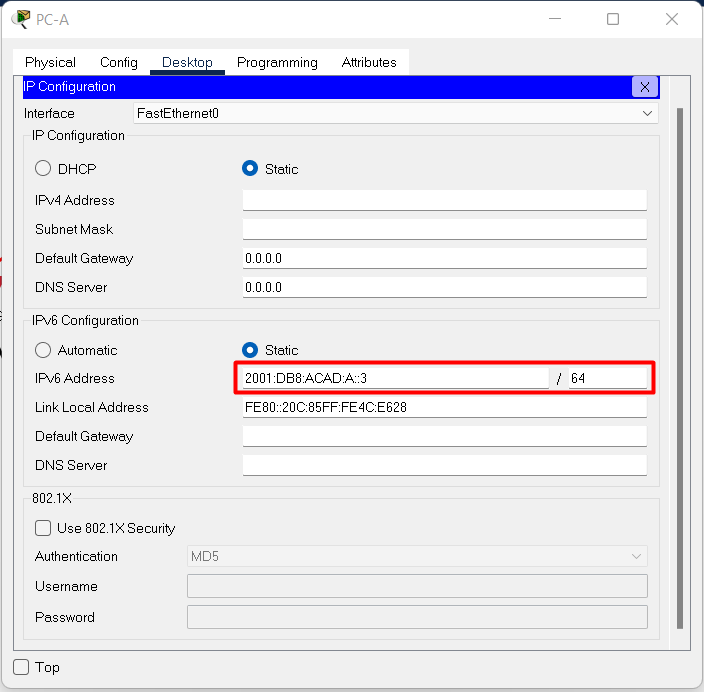 PC-A
Physical Config Desktop Programming Attributes
IP Configuration X
Interface FastEthernet0
IP Configuration
DHCP Static
IPv4 Address
Subnet Mask
Default Gateway 0.0.0.0
DNS Server 0.0.0.0
IPv6 Configuration
Automatic Static
IPv6 Address 2001:DB8:ACAD:A::3 / 64
Link Local Address FE80::20C:85FF:FE4C:E628
Default Gateway
DNS Server
802.1X
Use 802.1X Security
Authentication MD5
Username
Password
Top